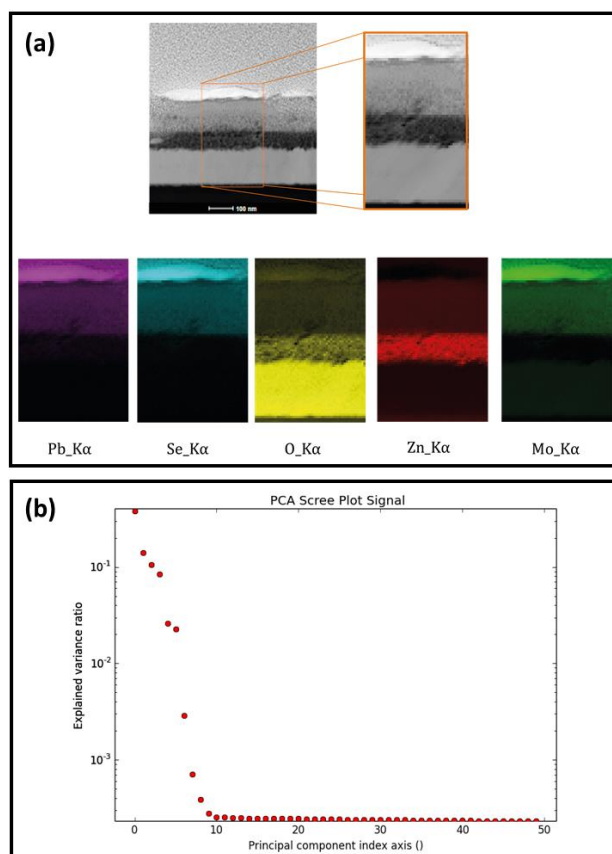 (a)
100 nm
Pb_Kα Se_Kα O_Kα Zn_Kα Mo_Kα
(b)
PCA Scree Plot Signal
Explained variance ratio
10⁻¹
10⁻²
10⁻³
0 10 20 30 40 50
Principal component index axis ()